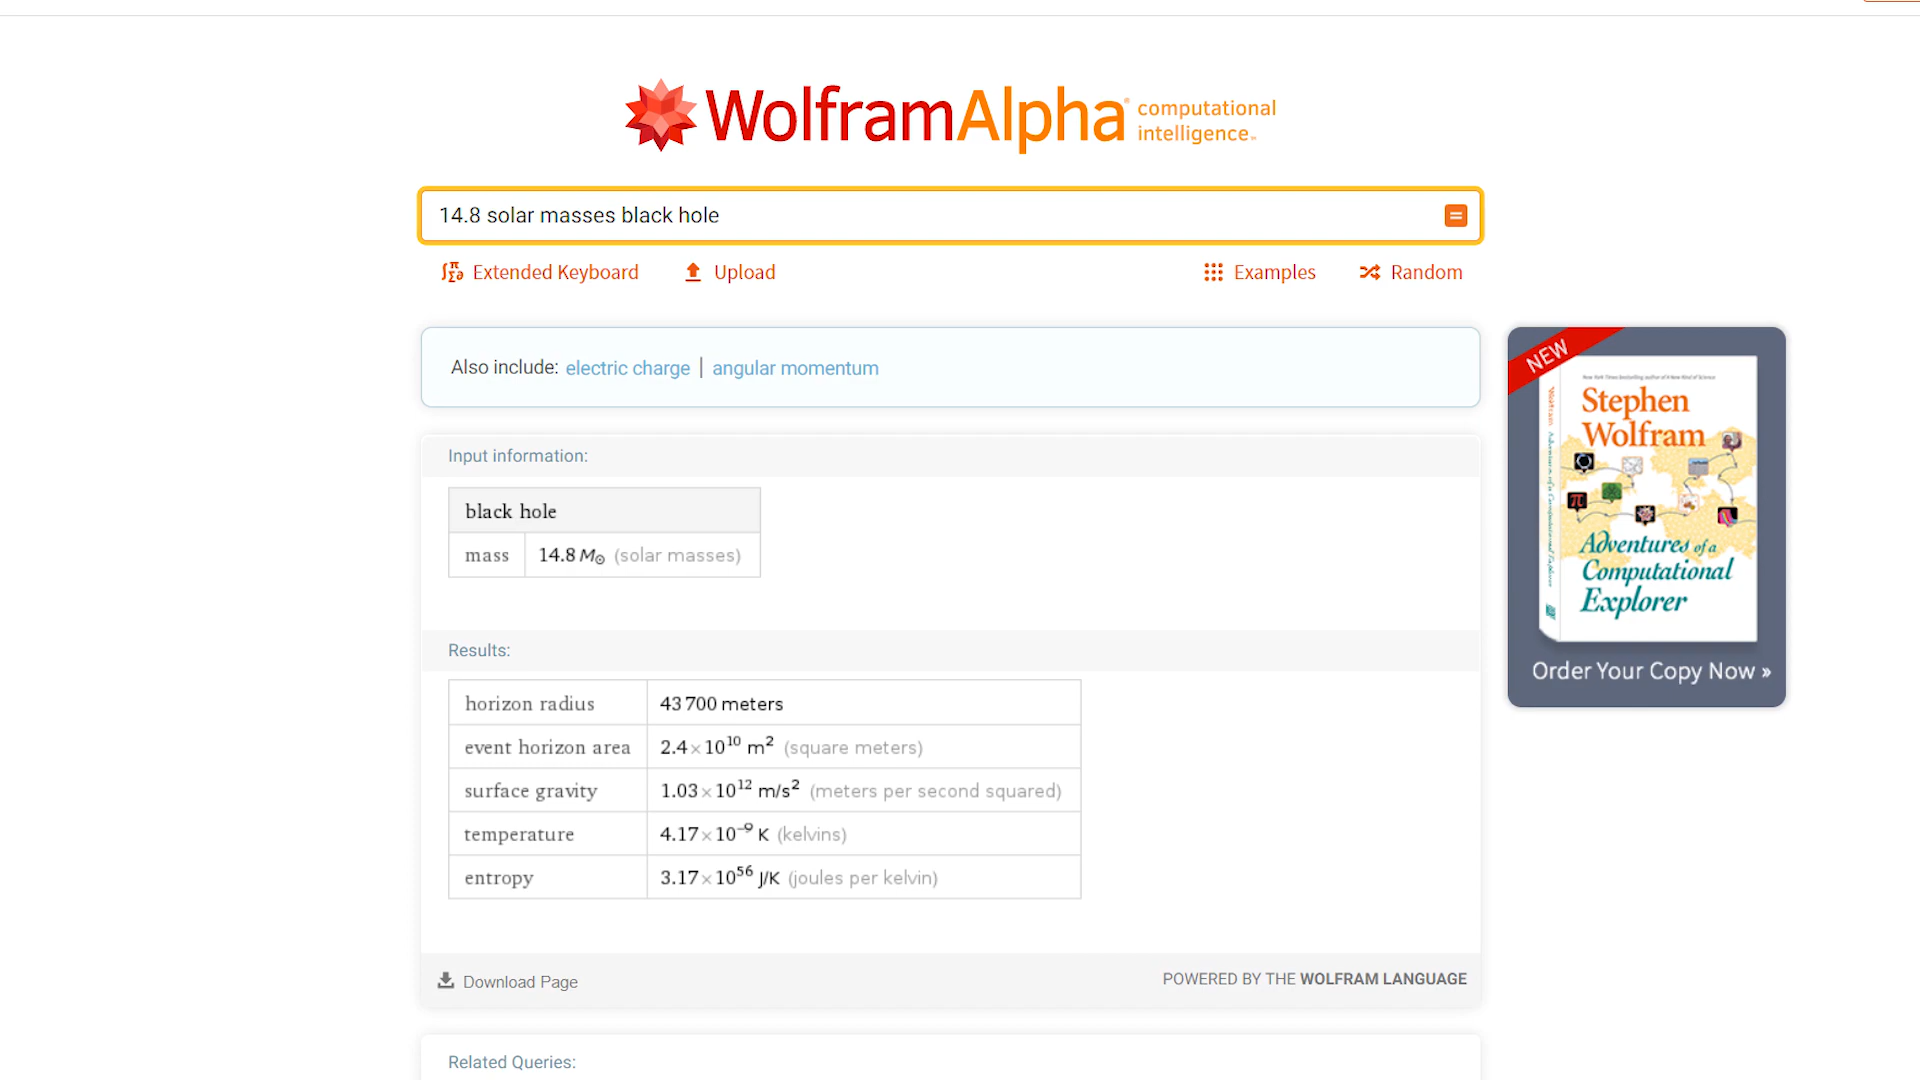 WolframAlpha computational intelligence™
14.8 solar masses black hole
Extended Keyboard Upload Examples Random
Also include: electric charge | angular momentum
NEW
Stephen
Wolfram
Adventures of a
Computational
Explorer
Order Your Copy Now »
Input information:
black hole
mass 14.8 M☉ (solar masses)
Results:
horizon radius 43 700 meters
event horizon area 2.4×10¹⁰ m² (square meters)
surface gravity 1.03×10¹² m/s² (meters per second squared)
temperature 4.17×10⁻⁹ K (kelvins)
entropy 3.17×10⁵⁶ J/K (joules per kelvin)
Download Page POWERED BY THE WOLFRAM LANGUAGE
Related Queries: